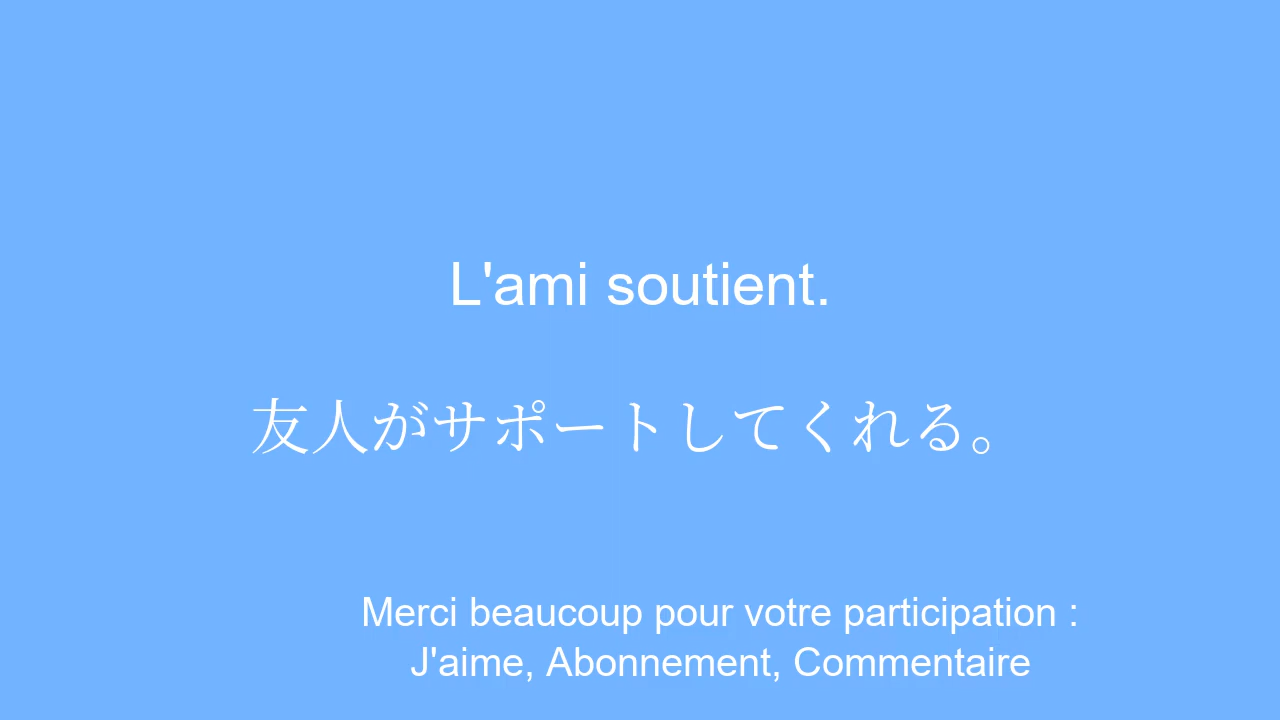 L'ami soutient.
友人がサポートしてくれる。
Merci beaucoup pour votre participation :
J'aime, Abonnement, Commentaire